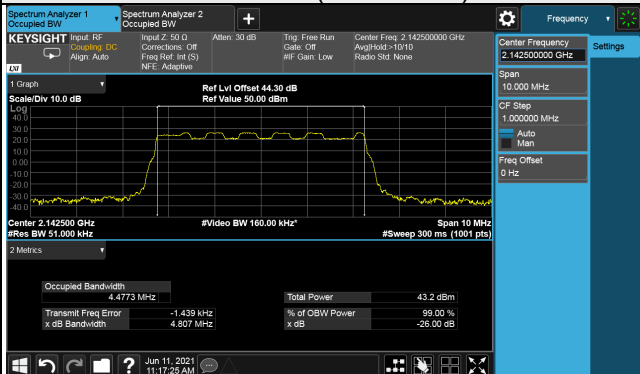 Spectrum Analyzer 1
Occupied BW
Spectrum Analyzer 2
Occupied BW
+
Frequency
KEYSIGHT
Input: RF
Coupling: DC
Align: Auto
Input Z: 50 Ω
Corrections: Off
Freq Ref: Int (S)
NFE: Adaptive
Atten: 30 dB
Trig: Free Run
Gate: Off
#IF Gain: Low
Center Freq: 2.142500000 GHz
Avg|Hold:>10/10
Radio Std: None
LXI
Center Frequency
2.142500000 GHz
Settings
Span
10.000 MHz
CF Step
1.000000 MHz
Auto
Man
Freq Offset
0 Hz
1 Graph
Scale/Div 10.0 dB
Ref Lvl Offset 44.30 dB
Ref Value 50.00 dBm
Log
40.0
30.0
20.0
10.0
0.00
-10.0
-20.0
-30.0
-40.0
Center 2.142500 GHz
#Res BW 51.000 kHz
#Video BW 160.00 kHz*
Span 10 MHz
#Sweep 300 ms (1001 pts)
2 Metrics
Occupied Bandwidth
4.4773 MHz
Total Power 43.2 dBm
Transmit Freq Error -1.439 kHz
% of OBW Power 99.00 %
x dB Bandwidth 4.807 MHz
x dB -26.00 dB
?
Jun 11, 2021
11:17:25 AM